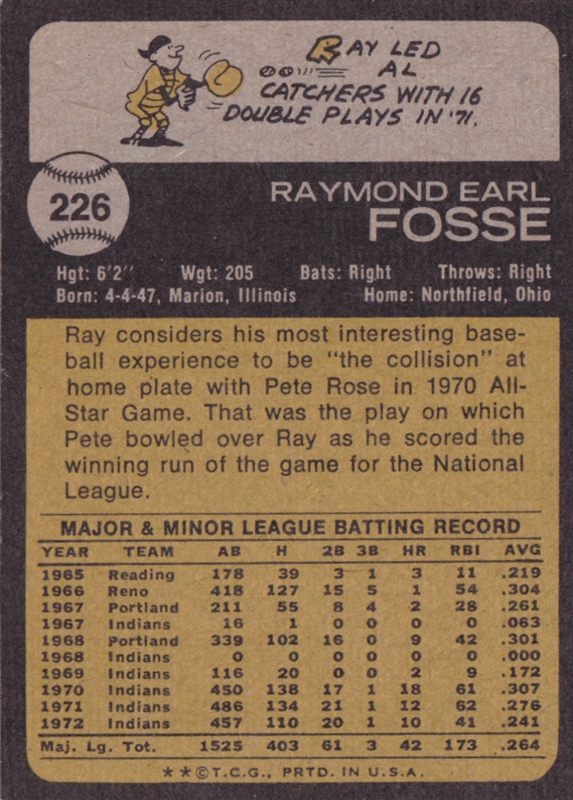 RAY LED
AL
CATCHERS WITH 16
DOUBLE PLAYS IN '71.
226
RAYMOND EARL
FOSSE
Hgt: 6'2" Wgt: 205 Bats: Right Throws: Right
Born: 4-4-47, Marion, Illinois Home: Northfield, Ohio
Ray considers his most interesting base-
ball experience to be "the collision" at
home plate with Pete Rose in 1970 All-
Star Game. That was the play on which
Pete bowled over Ray as he scored the
winning run of the game for the National
League.
MAJOR & MINOR LEAGUE BATTING RECORD
YEAR TEAM AB H 2B 3B HR RBI AVG
1965 Reading 178 39 3 1 3 11 .219
1966 Reno 418 127 15 5 1 54 .304
1967 Portland 211 55 8 4 2 28 .261
1967 Indians 16 1 0 0 0 0 .063
1968 Portland 339 102 16 0 9 42 .301
1968 Indians 0 0 0 0 0 0 .000
1969 Indians 116 20 0 0 2 9 .172
1970 Indians 450 138 17 1 18 61 .307
1971 Indians 486 134 21 1 12 62 .276
1972 Indians 457 110 20 1 10 41 .241
Maj. Lg. Tot. 1525 403 61 3 42 173 .264
**©T.C.G., PRTD. IN U.S.A.